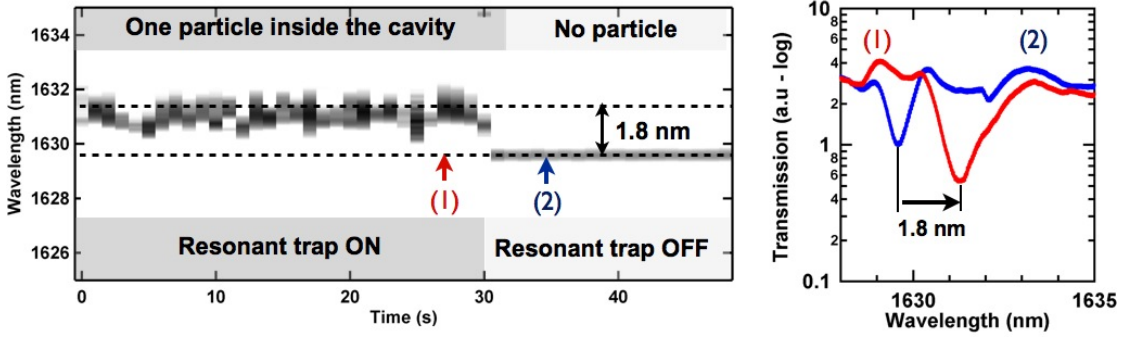 One particle inside the cavity
No particle
1634
1632
1630
1628
1626
Wavelength (nm)
1.8 nm
(1)
(2)
Resonant trap ON
Resonant trap OFF
0
10
20
30
40
Time (s)
10
8
6
4
2
1
8
6
4
2
0.1
Transmission (a.u - log)
(1)
(2)
1.8 nm
1630
1635
Wavelength (nm)